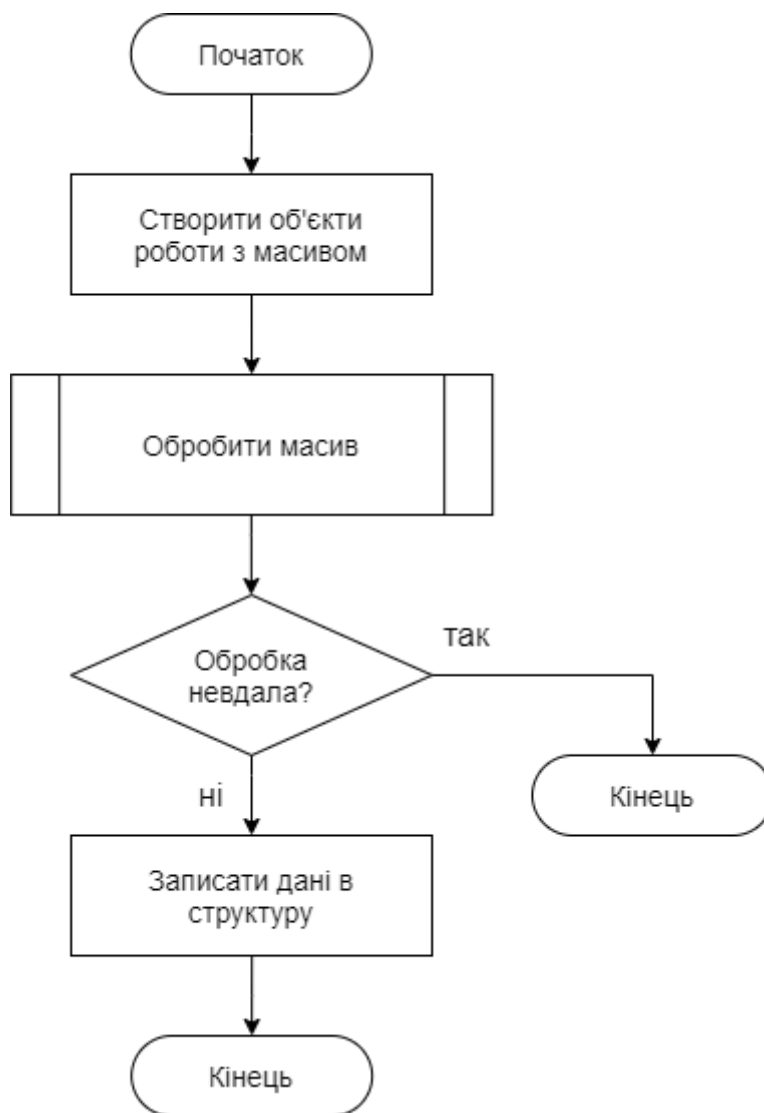 Початок
Створити об'єкти
роботи з масивом
Обробити масив
так
Обробка
невдала?
Кінець
ні
Записати дані в
структуру
Кінець